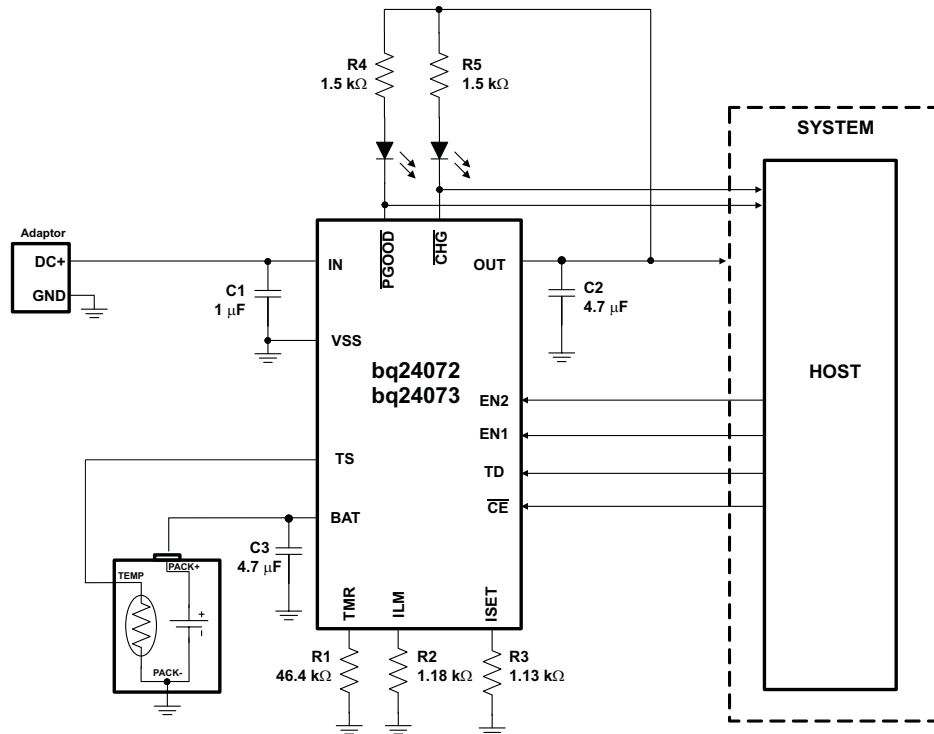 R4
1.5 kΩ
R5
1.5 kΩ
SYSTEM
Adaptor
DC+
GND
IN
PGOOD
CHG
OUT
C1
1 μF
C2
4.7 μF
VSS
bq24072
bq24073
HOST
EN2
EN1
TS
TD
BAT
CE
C3
4.7 μF
TEMP
PACK+
+
−
PACK-
TMR
ILM
ISET
R1
46.4 kΩ
R2
1.18 kΩ
R3
1.13 kΩ